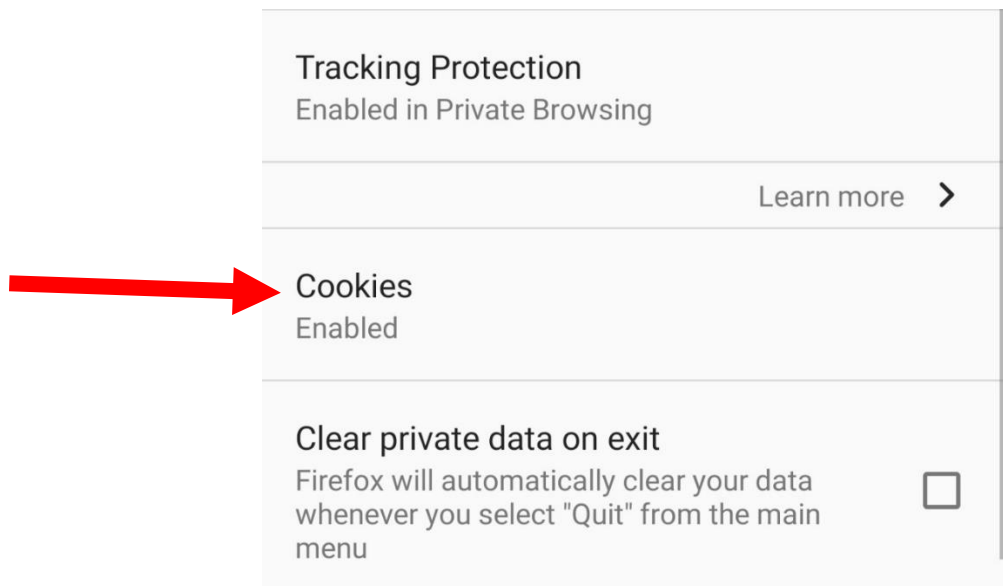 Tracking Protection
Enabled in Private Browsing
Learn more
Cookies
Enabled
Clear private data on exit
Firefox will automatically clear your data
whenever you select "Quit" from the main
menu